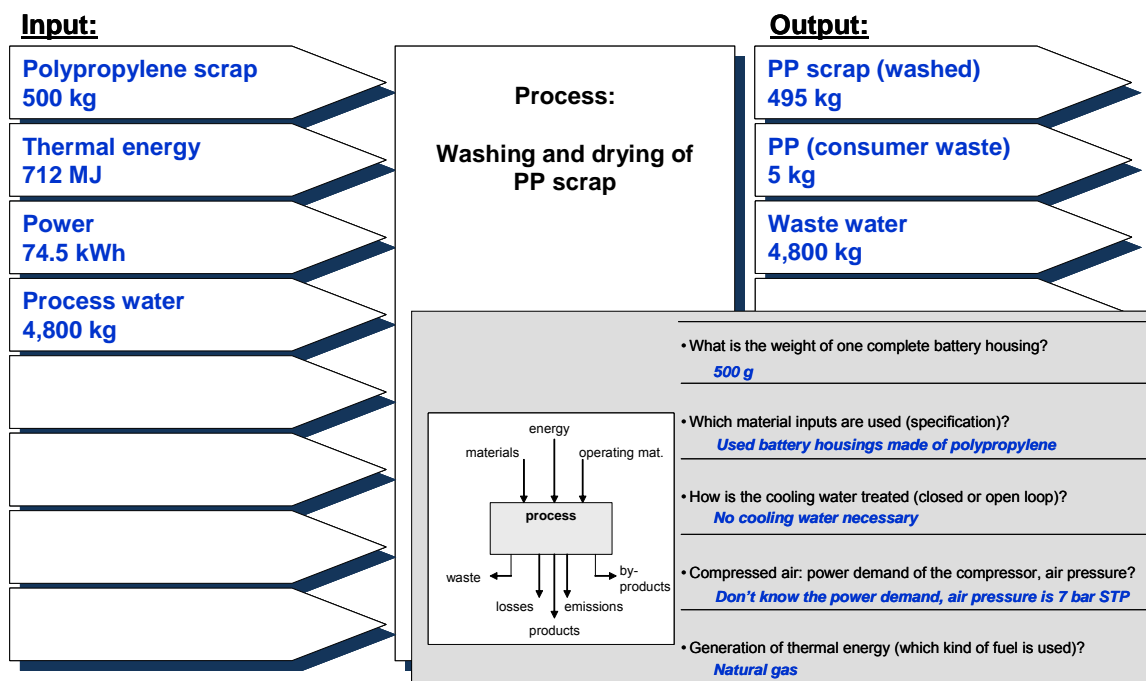 Input:
Polypropylene scrap
500 kg
Thermal energy
712 MJ
Power
74.5 kWh
Process water
4,800 kg
Process:
Washing and drying of
PP scrap
Output:
PP scrap (washed)
495 kg
PP (consumer waste)
5 kg
Waste water
4,800 kg
energy
materials
operating mat.
process
waste
by-
products
losses
emissions
products
• What is the weight of one complete battery housing?
500 g
• Which material inputs are used (specification)?
Used battery housings made of polypropylene
• How is the cooling water treated (closed or open loop)?
No cooling water necessary
• Compressed air: power demand of the compressor, air pressure?
Don't know the power demand, air pressure is 7 bar STP
• Generation of thermal energy (which kind of fuel is used)?
Natural gas